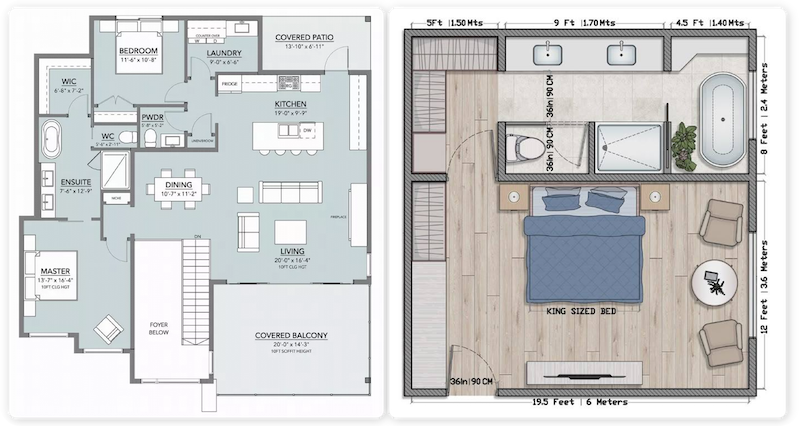 BEDROOM
11'-6" x 10'-8"
COUNTER OVER
W D
LAUNDRY
9'-0" x 6'-6"
COVERED PATIO
13'-10" x 6'-11"
WIC
6'-8" x 7'-2"
FRIDGE
KITCHEN
19'-0" x 9'-9"
PWDR
5'-8" x 5'-2"
WC
5'-6" x 2'-11"
DW
ENSUITE
7'-6" x 12'-9"
NICHE
DINING
10'-7" x 11'-2"
FIREPLACE
LIVING
20'-0" x 16'-4"
10FT CLG HGT
DN
MASTER
13'-7" x 16'-4"
10FT CLG HGT
FOYER
BELOW
COVERED BALCONY
20'-0" x 14'-3"
10FT SOFFIT HEIGHT
5Ft |1.50 Mts
9 Ft |1.70 Mts
4.5 Ft |1.40 Mts
36in|90 CM
36in|90 CM
8 Feet | 2.4 Meters
KING SIZED BED
12 Feet | 3.6 Meters
36in|90 CM
19.5 Feet | 6 Meters